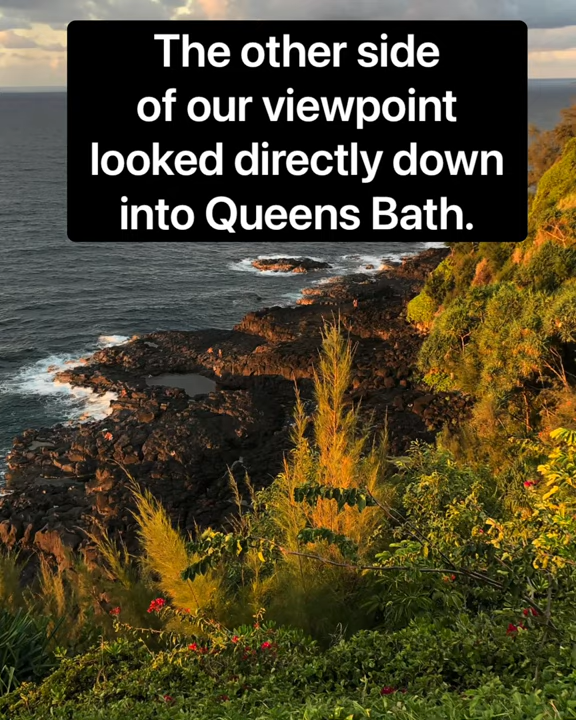 The other side
of our viewpoint
looked directly down
into Queens Bath.